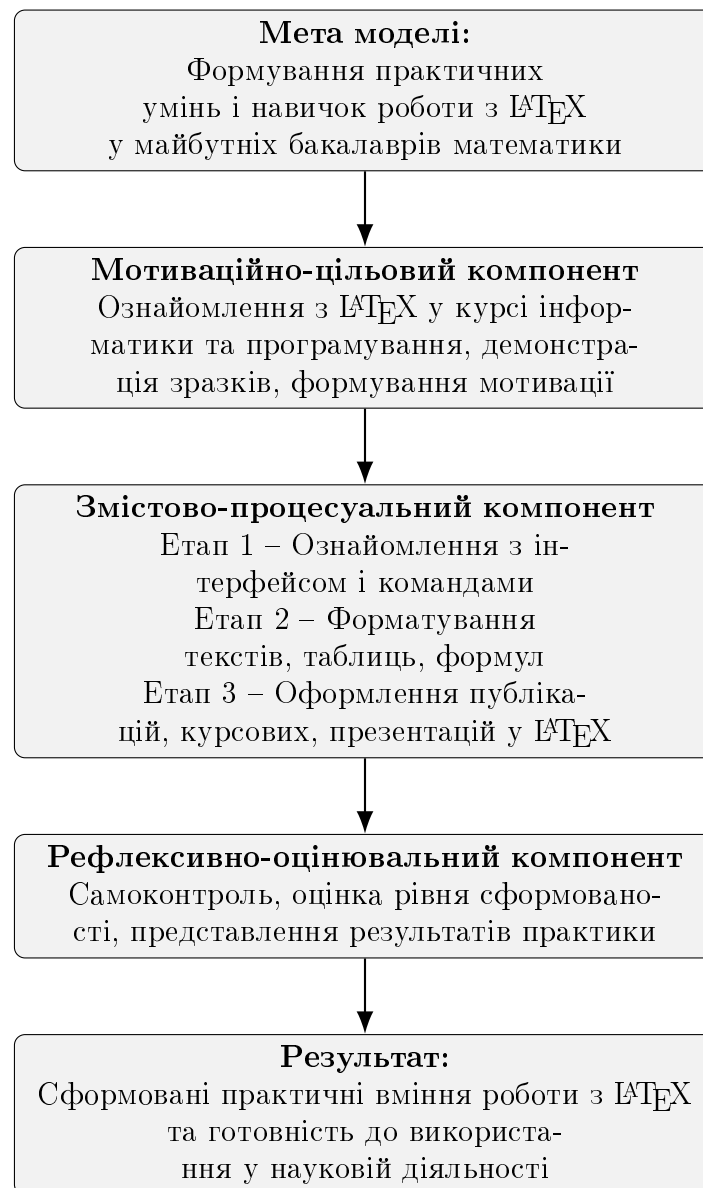 Мета моделі:
Формування практичних
умінь і навичок роботи з LATEX
у майбутніх бакалаврів математики
Мотиваційно-цільовий компонент
Ознайомлення з LATEX у курсі інфор-
матики та програмування, демонстра-
ція зразків, формування мотивації
Змістово-процесуальний компонент
Етап 1 – Ознайомлення з ін-
терфейсом і командами
Етап 2 – Форматування
текстів, таблиць, формул
Етап 3 – Оформлення публіка-
цій, курсових, презентацій у LATEX
Рефлексивно-оцінювальний компонент
Самоконтроль, оцінка рівня сформовано-
сті, представлення результатів практики
Результат:
Сформовані практичні вміння роботи з LATEX
та готовність до використа-
ння у науковій діяльності